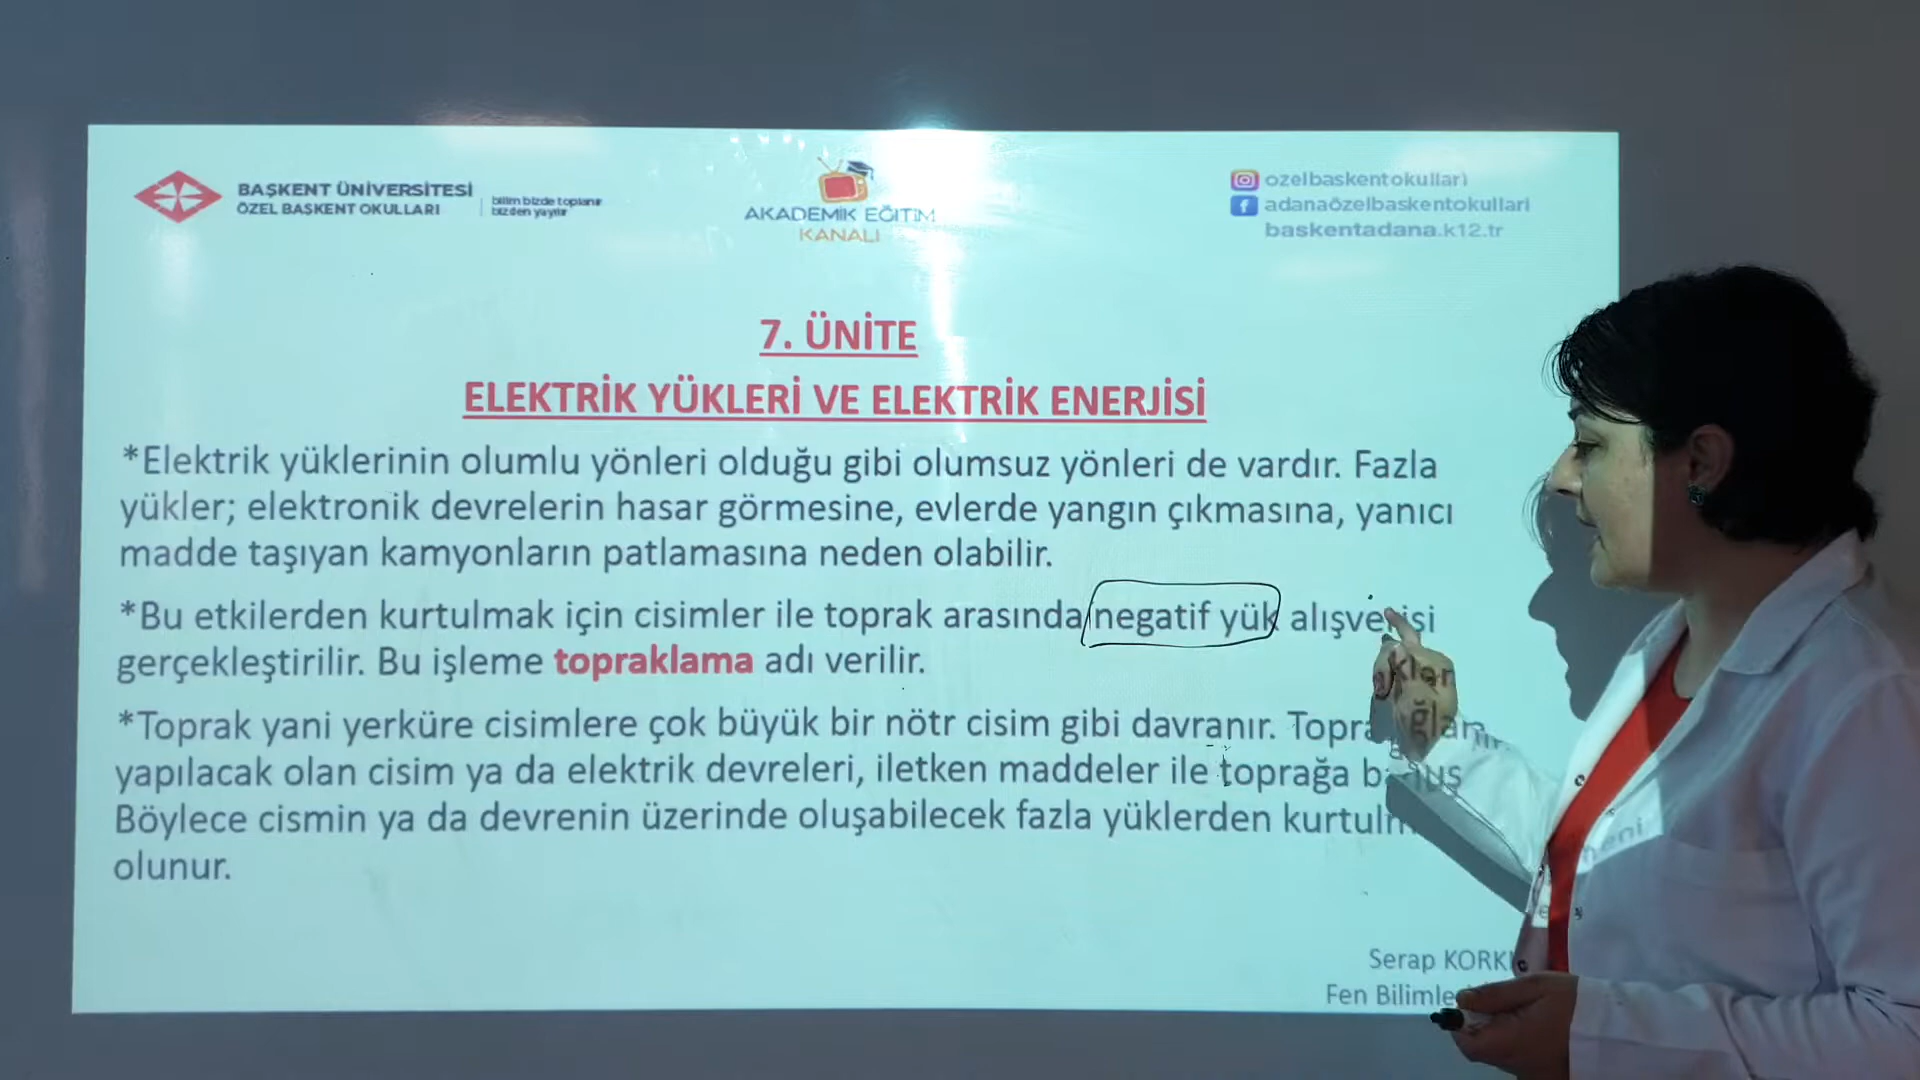 BAŞKENT ÜNİVERSİTESİ
ÖZEL BAŞKENT OKULLARI
bilim bizde toplanır
bizden yayılır
AKADEMİK EĞİTİM
KANALI
ozelbaskentokullari
adanaözelbaskentokullari
baskentadana.k12.tr
7. ÜNİTE
ELEKTRİK YÜKLERİ VE ELEKTRİK ENERJİSİ
*Elektrik yüklerinin olumlu yönleri olduğu gibi olumsuz yönleri de vardır. Fazla
yükler; elektronik devrelerin hasar görmesine, evlerde yangın çıkmasına, yanıcı
madde taşıyan kamyonların patlamasına neden olabilir.
*Bu etkilerden kurtulmak için cisimler ile toprak arasında negatif yük alışverişi
gerçekleştirilir. Bu işleme topraklama adı verilir.
*Toprak yani yerküre cisimlere çok büyük bir nötr cisim gibi davranır.
yapılacak olan cisim ya da elektrik devreleri, iletken maddeler ile toprağa
Böylece cismin ya da devrenin üzerinde oluşabilecek fazla yüklerden
olunur.
Serap
Fen